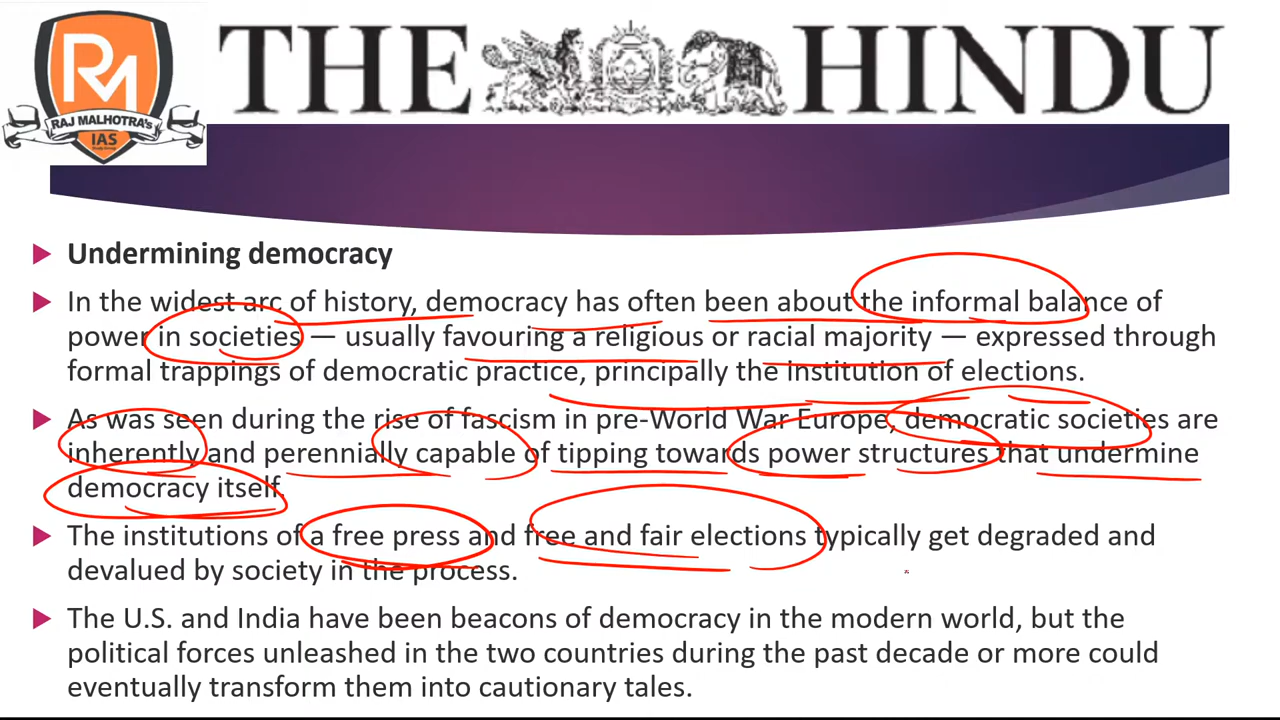 RM
RAJ MALHOTRA'S
IAS
Study Group
THE HINDU
Undermining democracy
In the widest arc of history, democracy has often been about the informal balance of
power in societies — usually favouring a religious or racial majority — expressed through
formal trappings of democratic practice, principally the institution of elections.
As was seen during the rise of fascism in pre-World War Europe, democratic societies are
inherently and perennially capable of tipping towards power structures that undermine
democracy itself.
The institutions of a free press and free and fair elections typically get degraded and
devalued by society in the process.
The U.S. and India have been beacons of democracy in the modern world, but the
political forces unleashed in the two countries during the past decade or more could
eventually transform them into cautionary tales.